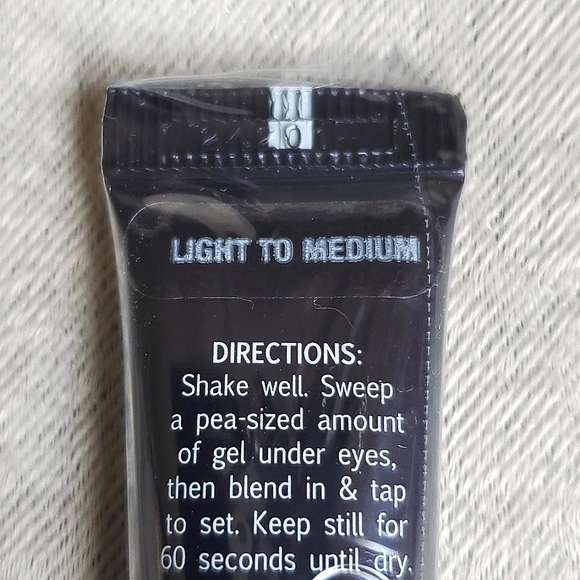 LIGHT TO MEDIUM
DIRECTIONS:
Shake well. Sweep
a pea-sized amount
of gel under eyes,
then blend in & tap
to set. Keep still for
60 seconds until dry.